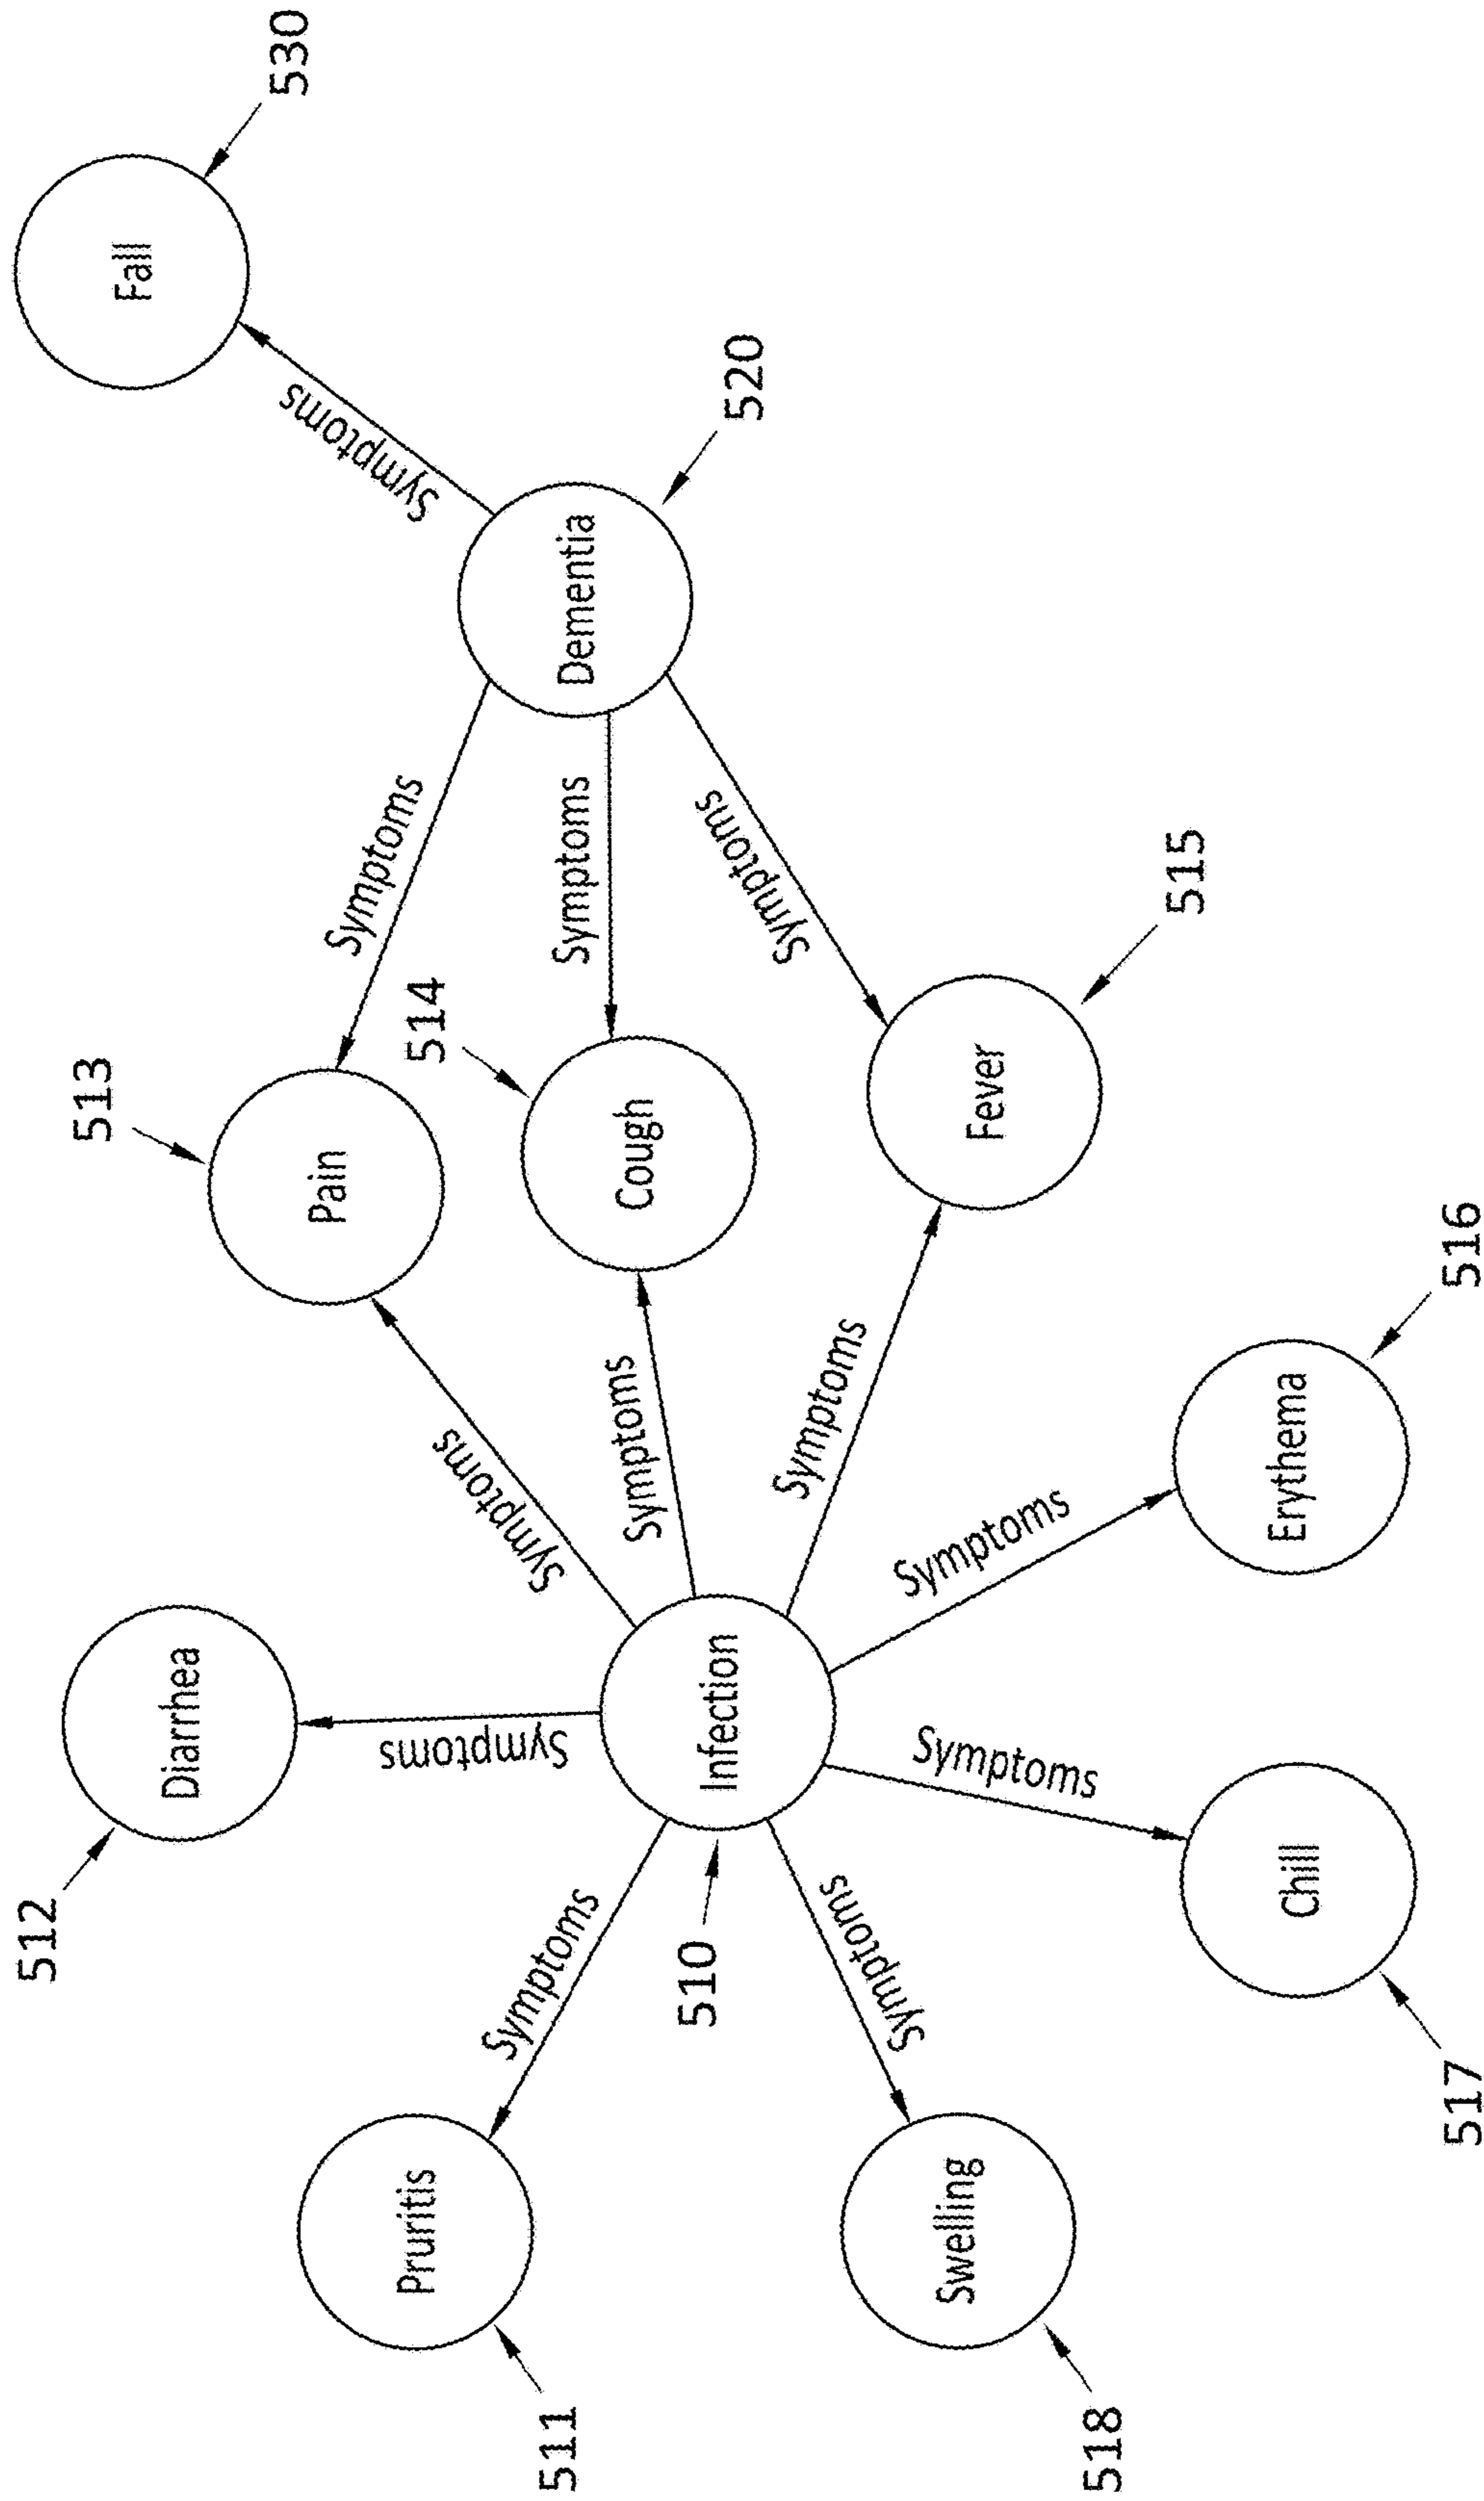 512
Diarrhea
Symptoms
513
Pain
Symptoms
Fall
530
Symptoms
511
Pruritis
Symptoms
Symptoms
514
Symptoms
Cough
Symptoms
Dementia
520
510
Infection
Symptoms
Symptoms
Fever
515
518
Swelling
Symptoms
Symptoms
Symptoms
Erythema
516
517
Chill